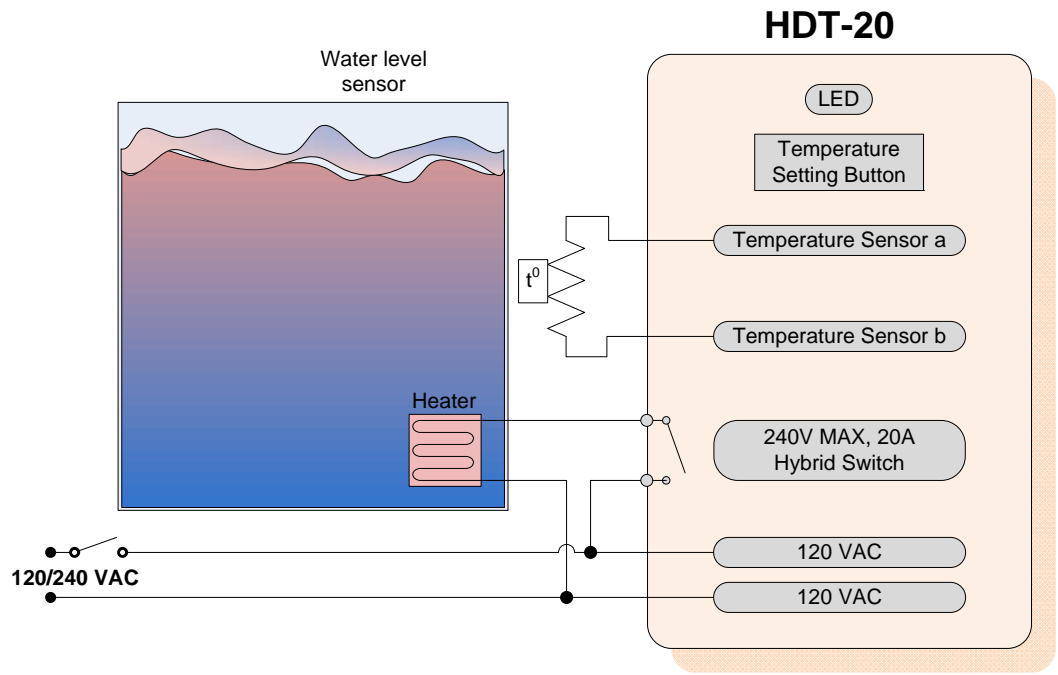 HDT-20
Water level
sensor
LED
Temperature
Setting Button
Temperature Sensor a
t⁰
Temperature Sensor b
Heater
240V MAX, 20A
Hybrid Switch
120 VAC
120/240 VAC
120 VAC